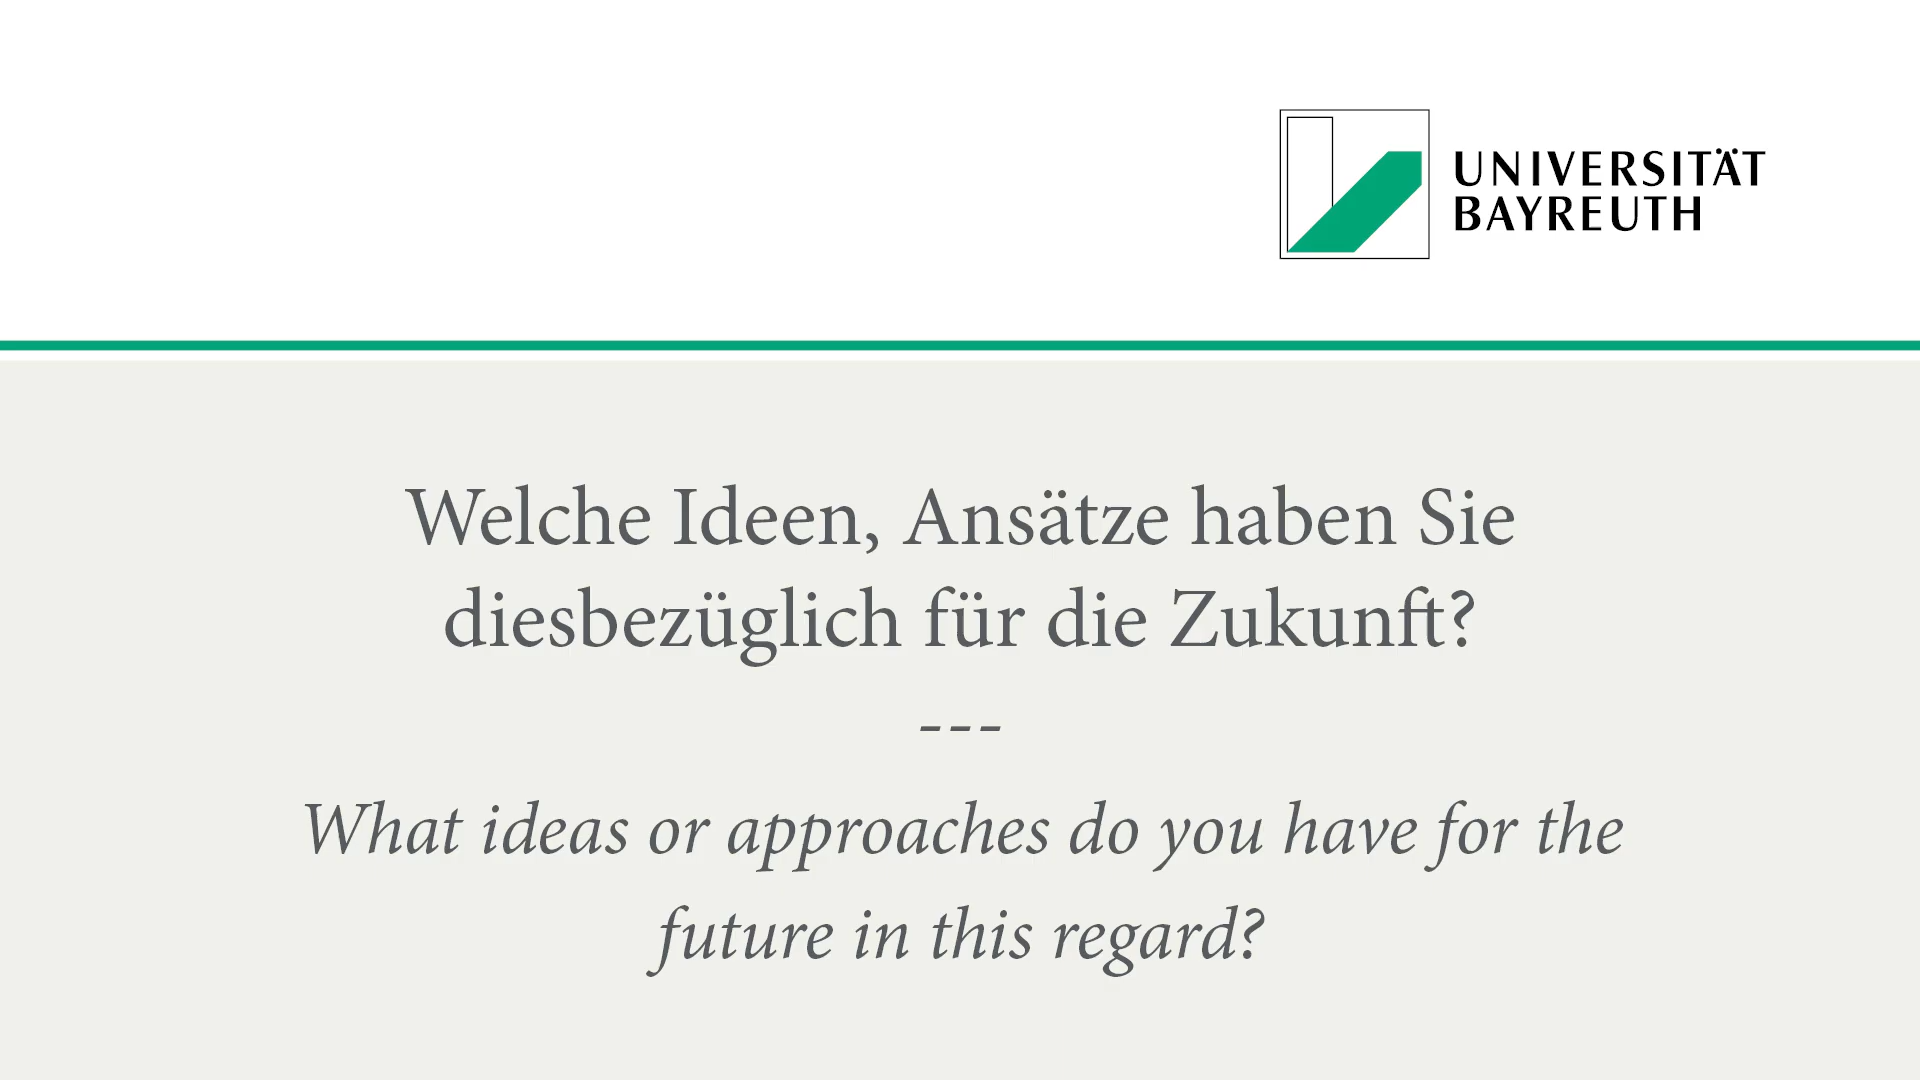 UNIVERSITÄT
BAYREUTH
Welche Ideen, Ansätze haben Sie
diesbezüglich für die Zukunft?
---
What ideas or approaches do you have for the
future in this regard?